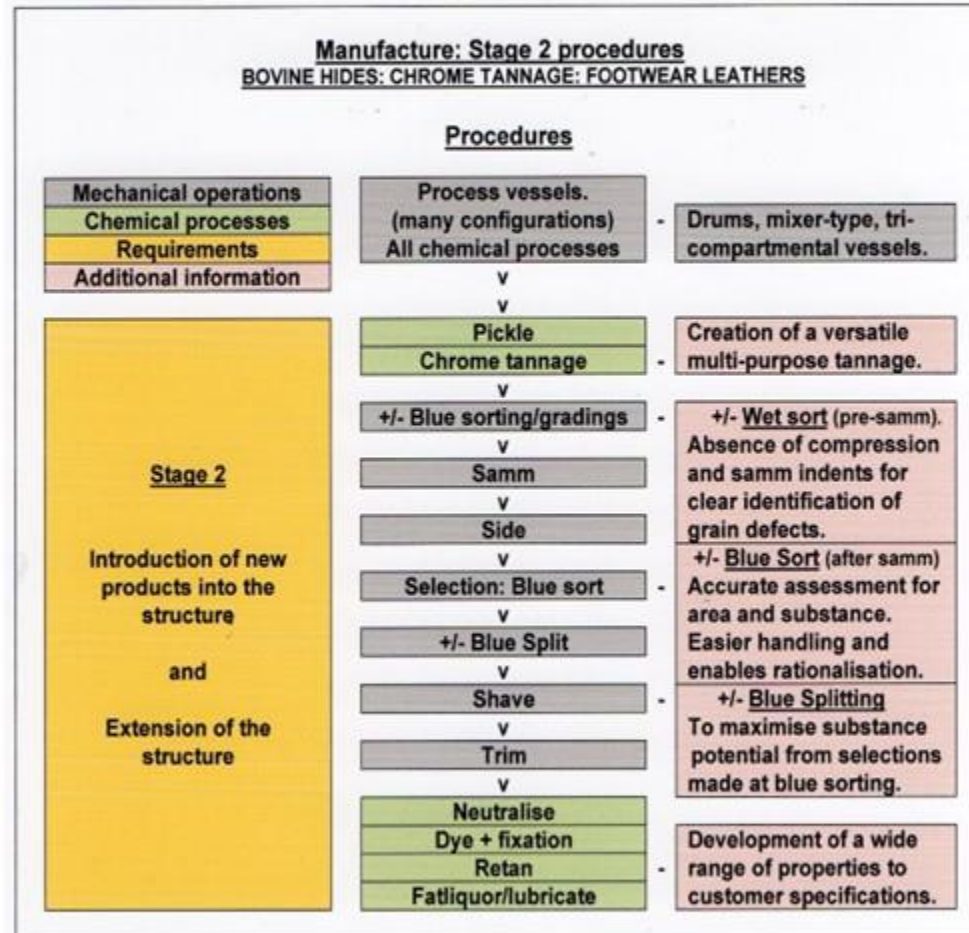 Manufacture: Stage 2 procedures
BOVINE HIDES: CHROME TANNAGE: FOOTWEAR LEATHERS
Procedures
Mechanical operations
Chemical processes
Requirements
Additional information
Process vessels.
(many configurations)
All chemical processes
-
Drums, mixer-type, tri-
compartmental vessels.
v
v
Stage 2
Introduction of new
products into the
structure
and
Extension of the
structure
Pickle
Chrome tannage
-
Creation of a versatile
multi-purpose tannage.
v
+/- Blue sorting/gradings
-
+/- Wet sort (pre-samm).
Absence of compression
and samm indents for
clear identification of
grain defects.
v
Samm
v
Side
v
Selection: Blue sort
-
+/- Blue Sort (after samm)
Accurate assessment for
area and substance.
Easier handling and
enables rationalisation.
v
+/- Blue Split
v
Shave
-
+/- Blue Splitting
To maximise substance
potential from selections
made at blue sorting.
v
Trim
v
Neutralise
Dye + fixation
Retan
Fatliquor/lubricate
-
Development of a wide
range of properties to
customer specifications.